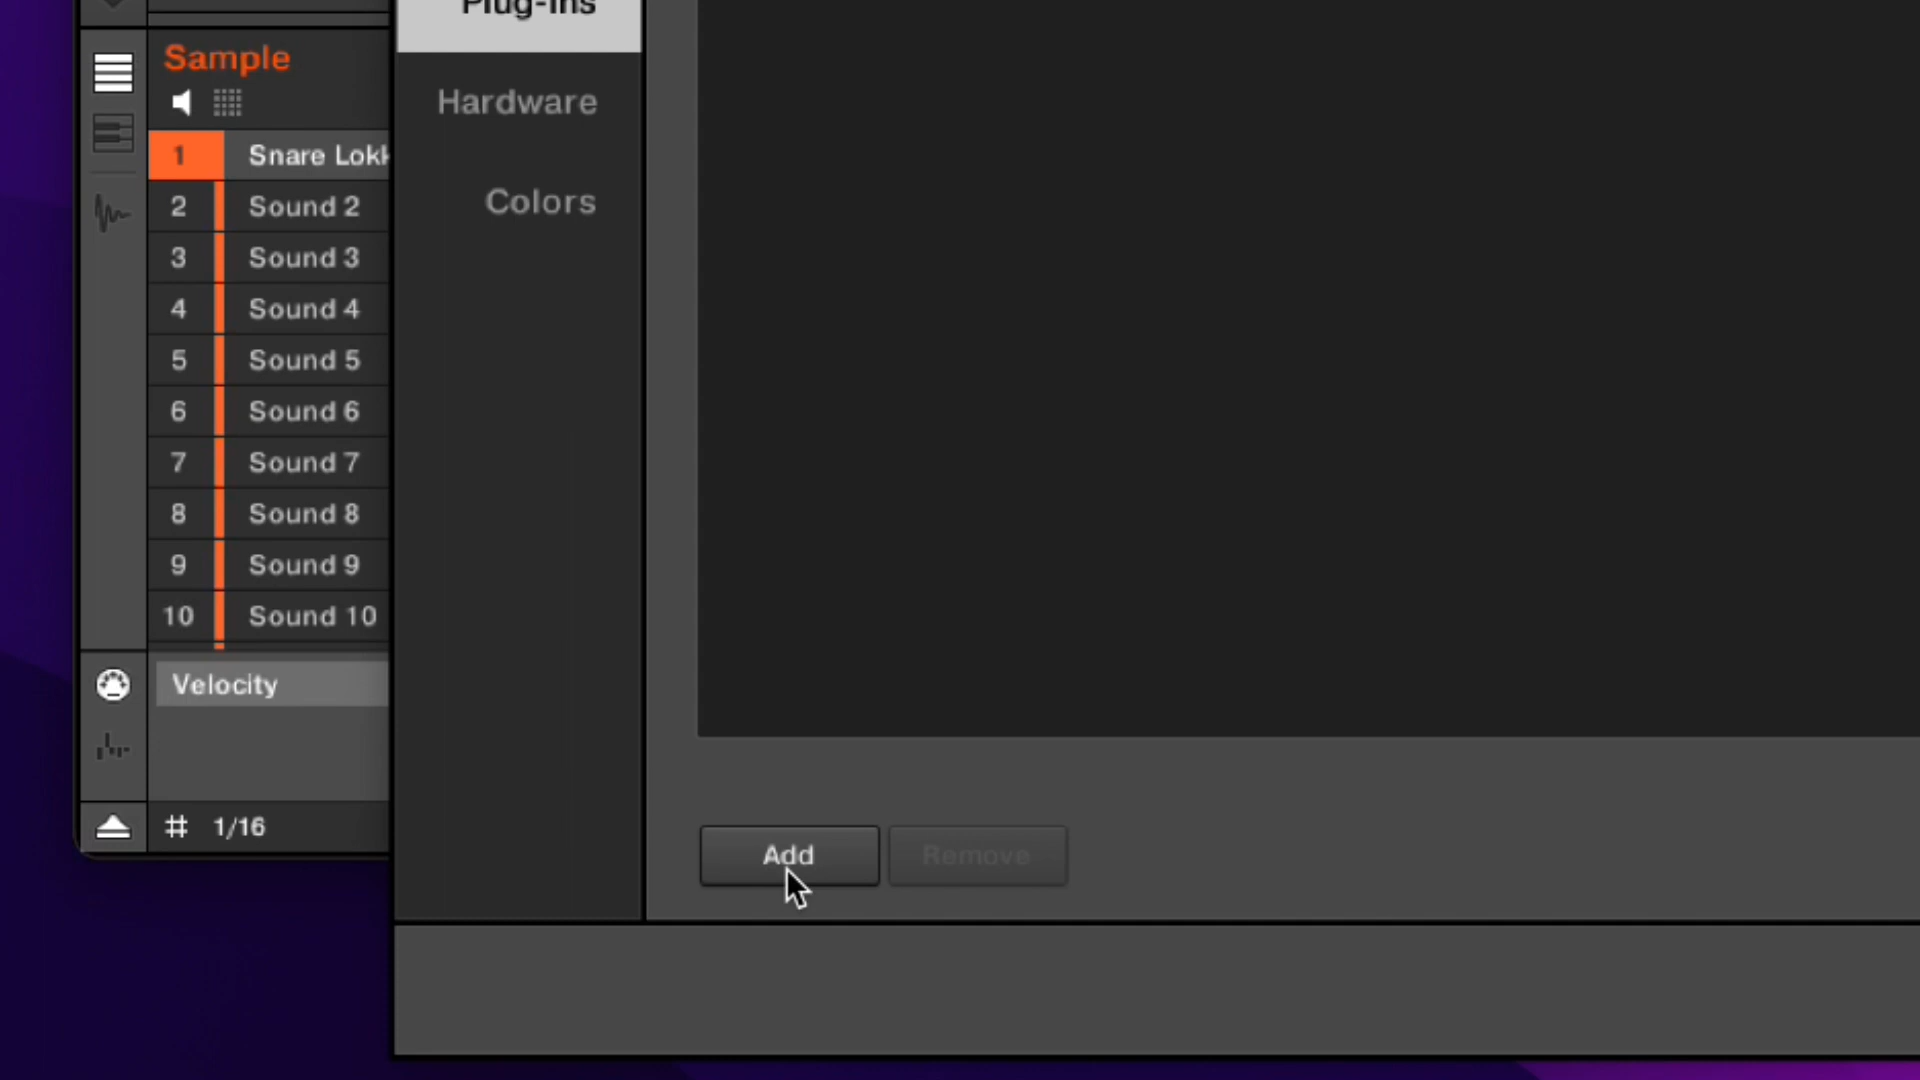 Plug-Ins
Sample
Hardware
1 Snare Lokk
Colors
2 Sound 2
3 Sound 3
4 Sound 4
5 Sound 5
6 Sound 6
7 Sound 7
8 Sound 8
9 Sound 9
10 Sound 10
Velocity
1/16
Add
Remove